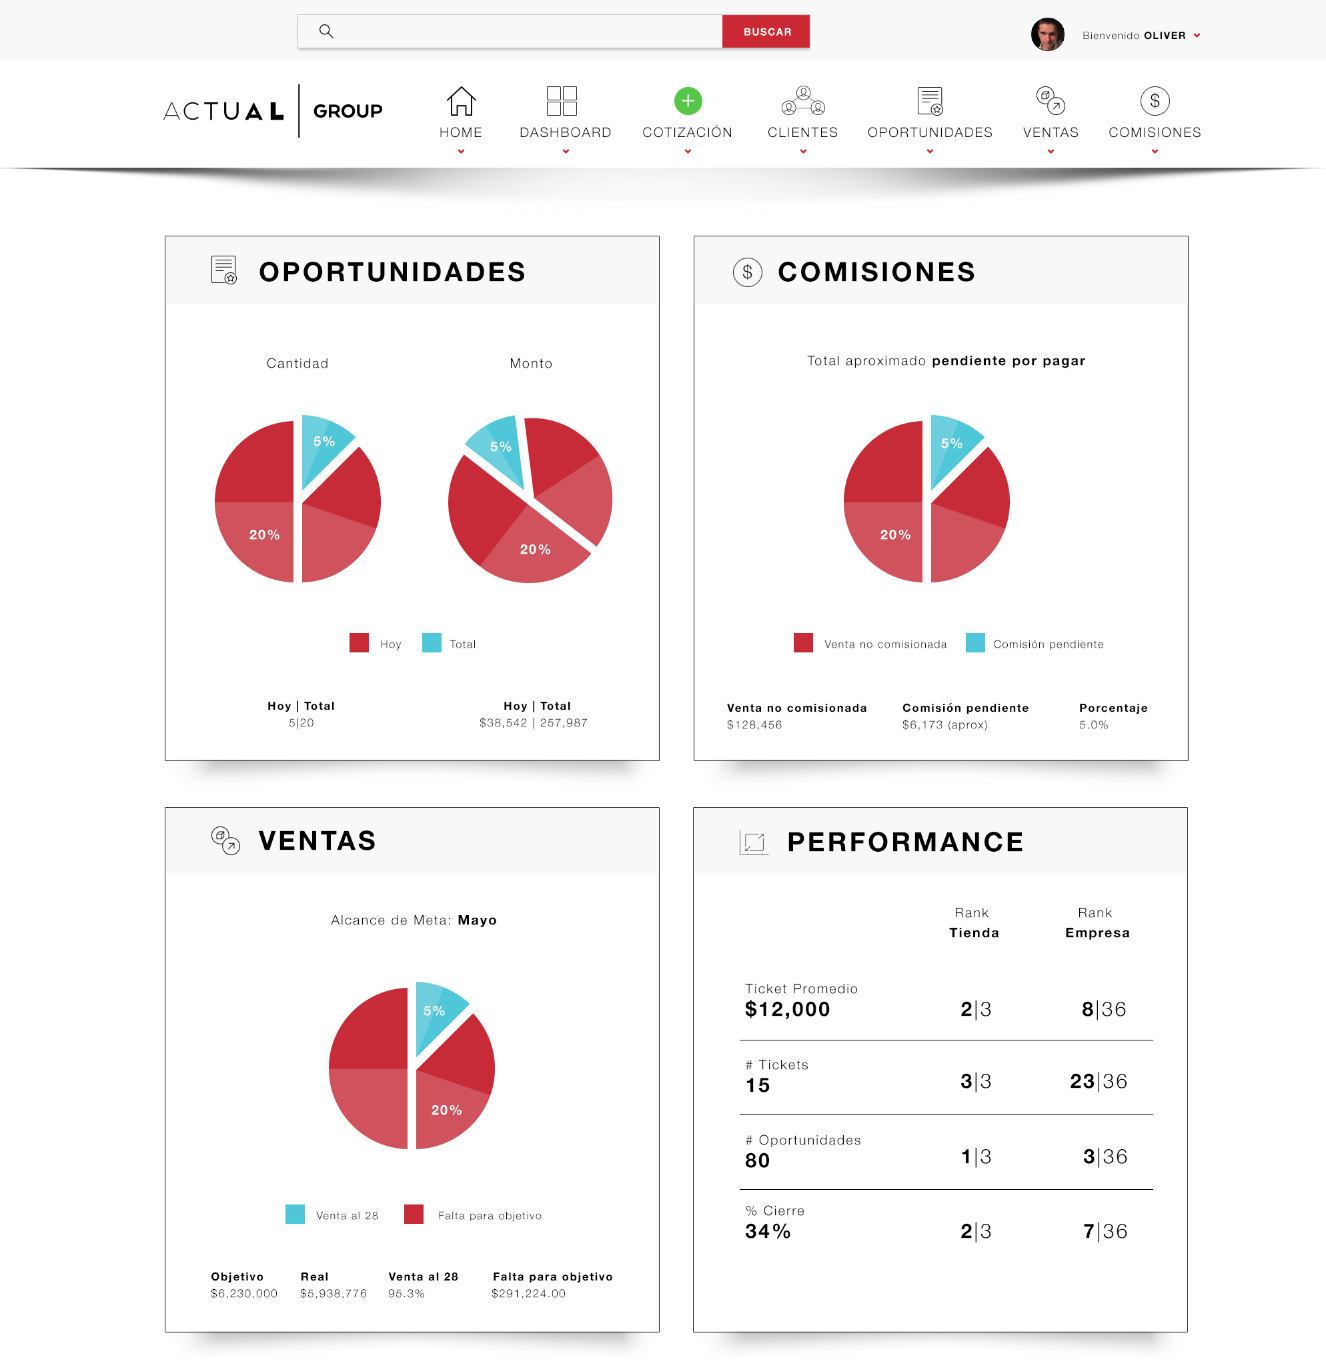 BUSCAR
Bienvenido OLIVER
ACTUAL | GROUP
HOME
DASHBOARD
COTIZACIÓN
CLIENTES
OPORTUNIDADES
VENTAS
COMISIONES
OPORTUNIDADES
Cantidad
Monto
5%
20%
5%
20%
Hoy
Total
Hoy | Total
5|20
Hoy | Total
$38,542 | 257,987
COMISIONES
Total aproximado pendiente por pagar
5%
20%
Venta no comisionada
Comisión pendiente
Venta no comisionada
$128,456
Comisión pendiente
$6,173 (aprox)
Porcentaje
5.0%
VENTAS
Alcance de Meta: Mayo
5%
20%
Venta al 28
Falta para objetivo
Objetivo
$6,230,000
Real
$5,938,776
Venta al 28
95.3%
Falta para objetivo
$291,224.00
PERFORMANCE
Rank
Tienda
Rank
Empresa
Ticket Promedio
$12,000
2|3
8|36
# Tickets
15
3|3
23|36
# Oportunidades
80
1|3
3|36
% Cierre
34%
2|3
7|36